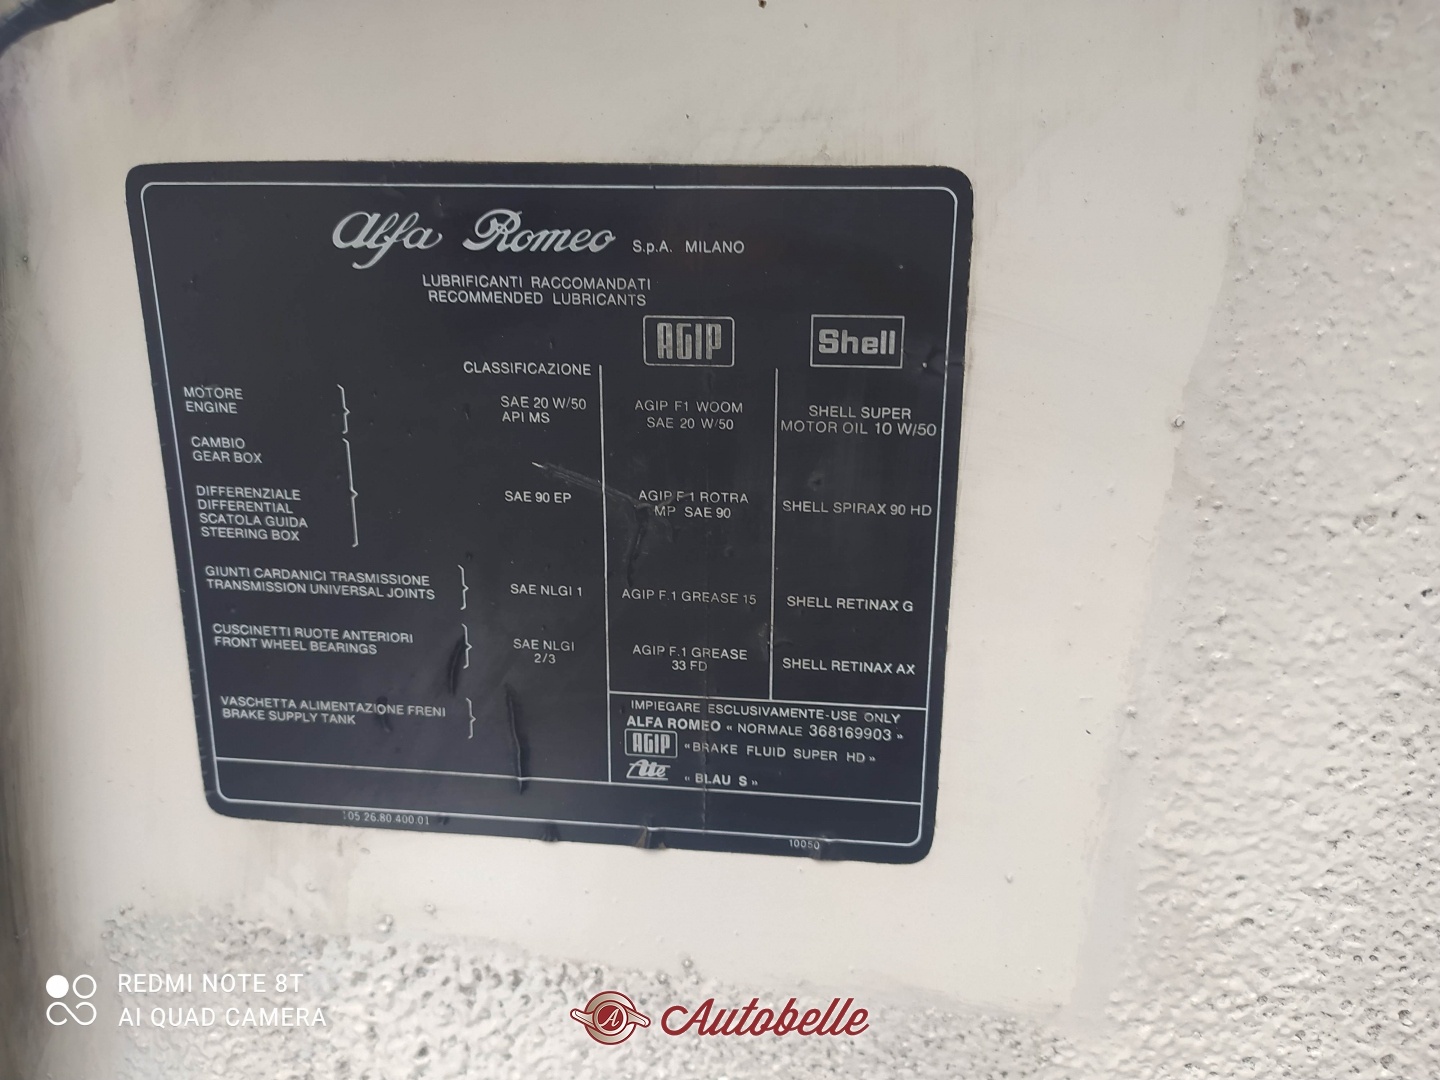 Alfa Romeo S.p.A. MILANO
LUBRIFICANTI RACCOMANDATI
RECOMMENDED LUBRICANTS
AGIP
Shell
CLASSIFICAZIONE
MOTORE
ENGINE
SAE 20 W/50
API MS
AGIP F1 WOOM
SAE 20 W/50
SHELL SUPER
MOTOR OIL 10 W/50
CAMBIO
GEAR BOX
DIFFERENZIALE
DIFFERENTIAL
SCATOLA GUIDA
STEERING BOX
SAE 90 EP
AGIP F.1 ROTRA
MP SAE 90
SHELL SPIRAX 90 HD
GIUNTI CARDANICI TRASMISSIONE
TRANSMISSION UNIVERSAL JOINTS
SAE NLGI 1
AGIP F.1 GREASE 15
SHELL RETINAX G
CUSCINETTI RUOTE ANTERIORI
FRONT WHEEL BEARINGS
SAE NLGI
2/3
AGIP F.1 GREASE
33 FD
SHELL RETINAX AX
VASCHETTA ALIMENTAZIONE FRENI
BRAKE SUPPLY TANK
IMPIEGARE ESCLUSIVAMENTE-USE ONLY
ALFA ROMEO « NORMALE 368169903 »
AGIP «BRAKE FLUID SUPER HD»
Ate « BLAU S »
105 26.80.400.01
10050
REDMI NOTE 8T
AI QUAD CAMERA
A
Autobelle